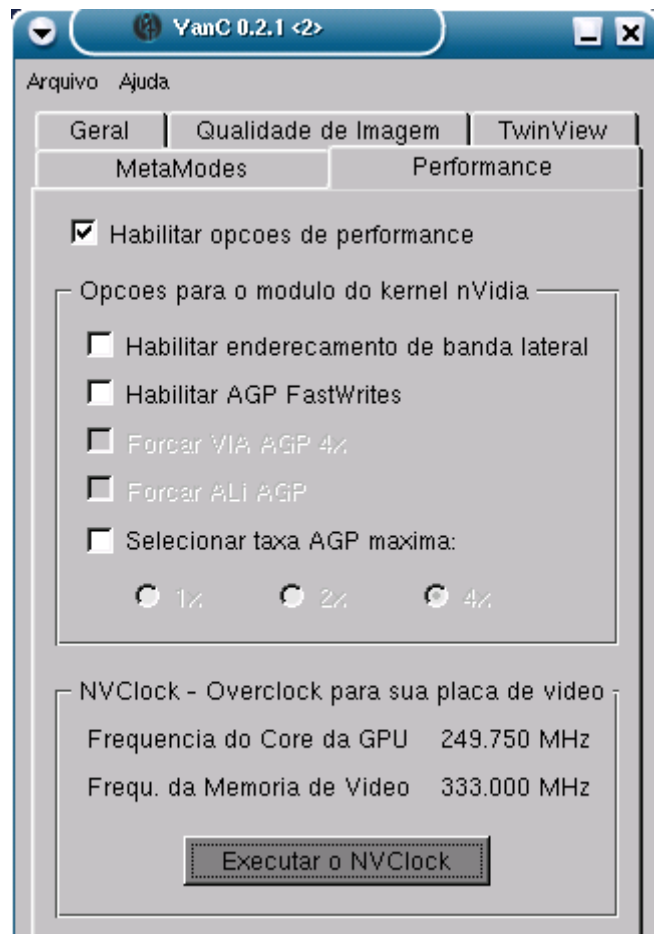 YanC 0.2.1 <2>
Arquivo Ajuda
Geral Qualidade de Imagem TwinView
MetaModes Performance
Habilitar opcoes de performance
Opcoes para o modulo do kernel nVidia
Habilitar enderecamento de banda lateral
Habilitar AGP FastWrites
Forcar VIA AGP 4x
Forcar ALi AGP
Selecionar taxa AGP maxima:
1x 2x 4x
NVClock - Overclock para sua placa de video
Frequencia do Core da GPU 249.750 MHz
Frequ. da Memoria de Video 333.000 MHz
Executar o NVClock